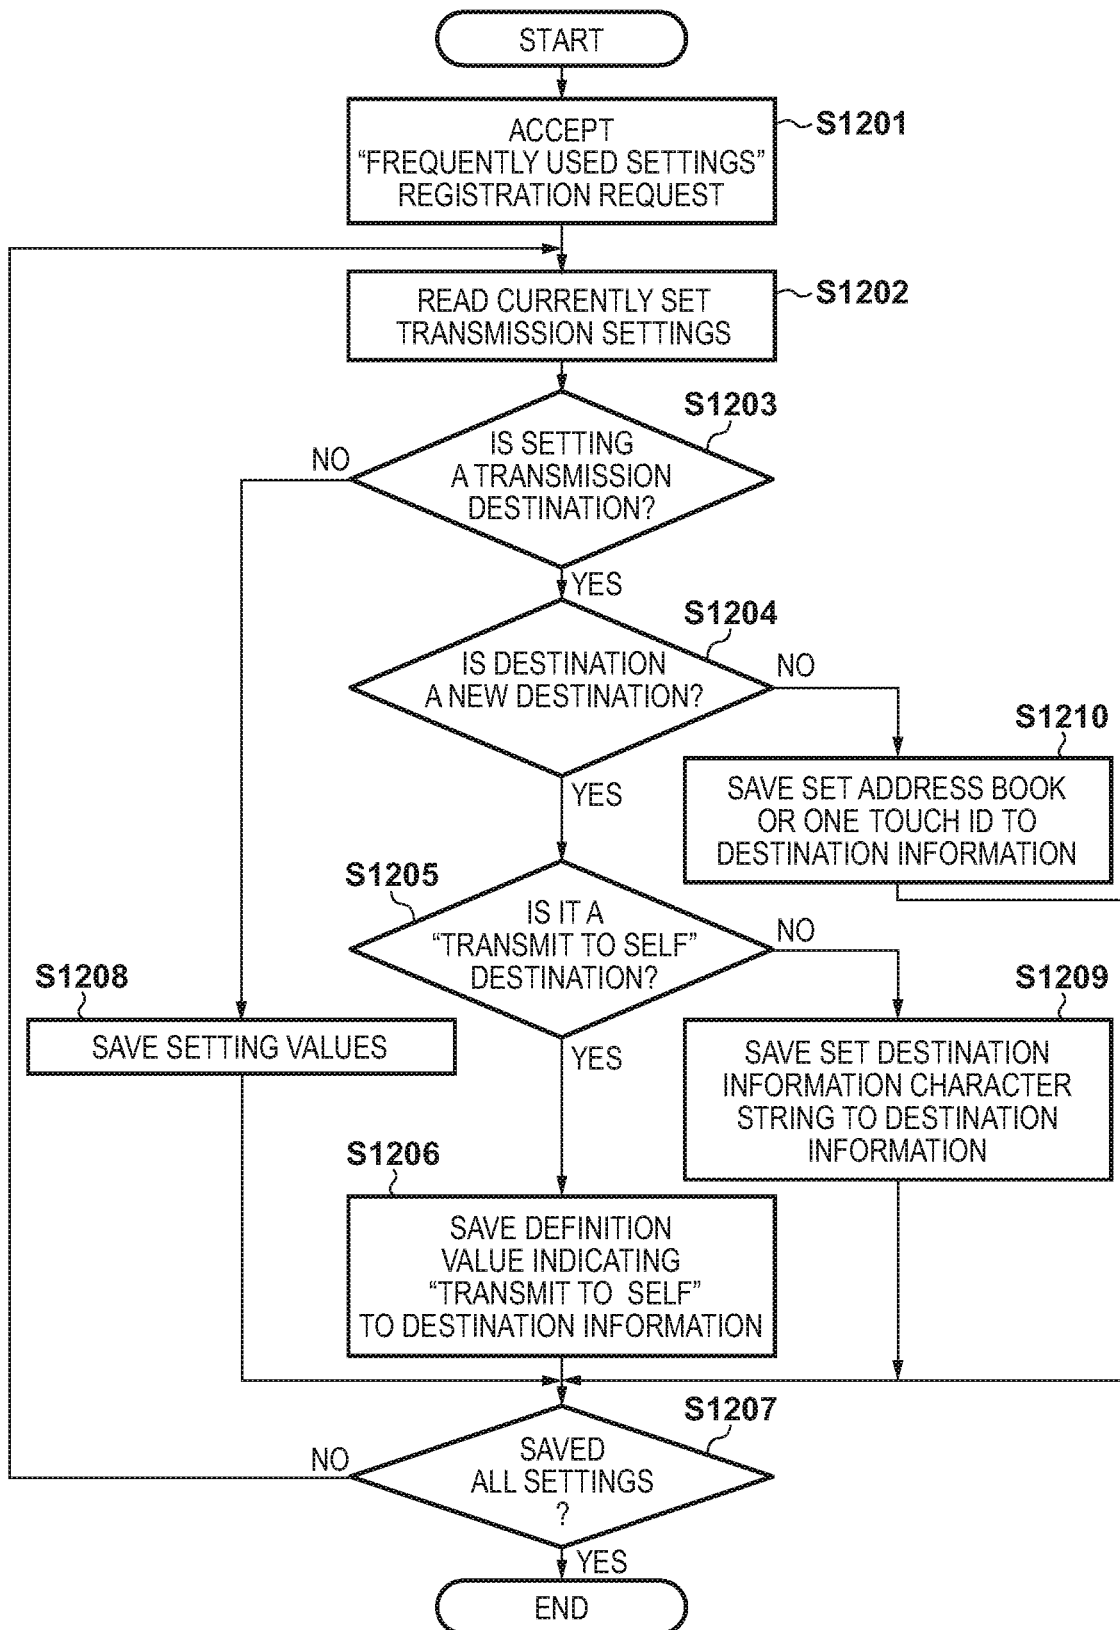 START
ACCEPT
“FREQUENTLY USED SETTINGS”
REGISTRATION REQUEST
S1201
READ CURRENTLY SET
TRANSMISSION SETTINGS
S1202
S1203
IS SETTING
A TRANSMISSION
DESTINATION?
NO
YES
S1204
IS DESTINATION
A NEW DESTINATION?
NO
YES
S1210
SAVE SET ADDRESS BOOK
OR ONE TOUCH ID TO
DESTINATION INFORMATION
S1205
IS IT A
“TRANSMIT TO SELF”
DESTINATION?
NO
YES
S1208
SAVE SETTING VALUES
S1209
SAVE SET DESTINATION
INFORMATION CHARACTER
STRING TO DESTINATION
INFORMATION
S1206
SAVE DEFINITION
VALUE INDICATING
“TRANSMIT TO SELF”
TO DESTINATION INFORMATION
S1207
SAVED
ALL SETTINGS
?
NO
YES
END